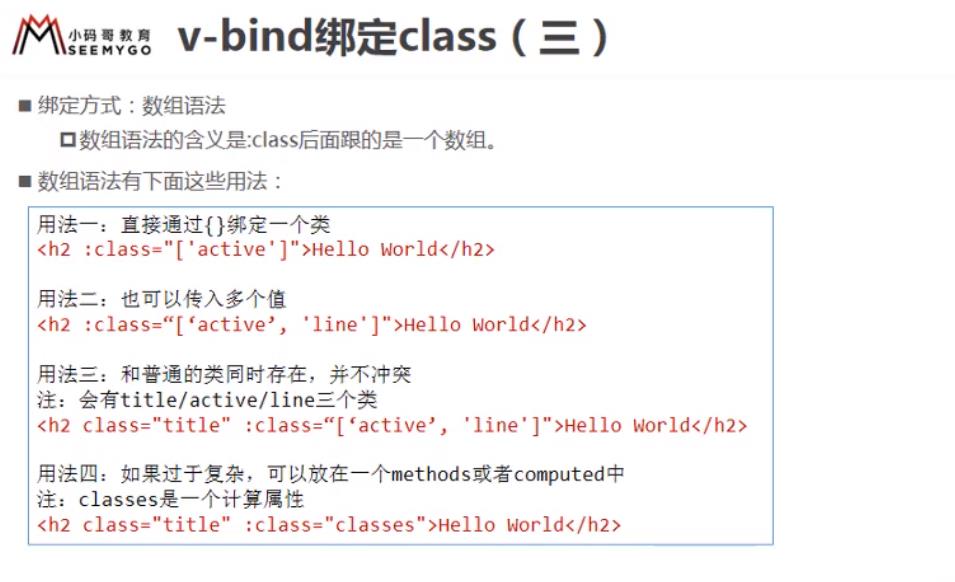 小码哥教育
SEEMYGO
v-bind绑定class（三）
■ 绑定方式：数组语法
数组语法的含义是:class后面跟的是一个数组。
■ 数组语法有下面这些用法：
用法一：直接通过{}绑定一个类
<h2 :class="['active']">Hello World</h2>
用法二：也可以传入多个值
<h2 :class=“[‘active’, 'line']">Hello World</h2>
用法三：和普通的类同时存在，并不冲突
注：会有title/active/line三个类
<h2 class="title" :class=“[‘active’, 'line']">Hello World</h2>
用法四：如果过于复杂，可以放在一个methods或者computed中
注：classes是一个计算属性
<h2 class="title" :class="classes">Hello World</h2>